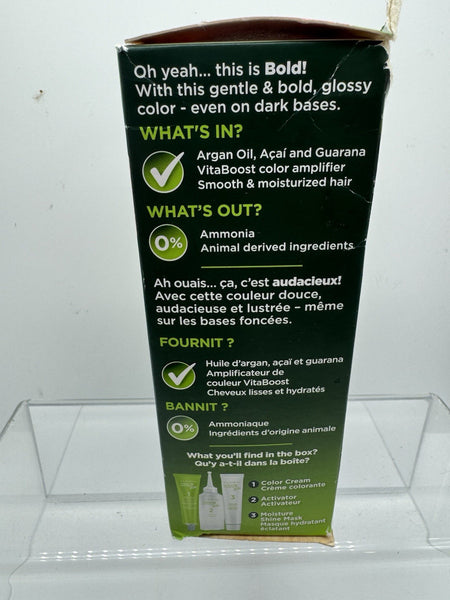 Oh yeah... this is Bold!
With this gentle & bold, glossy
color - even on dark bases.
WHAT'S IN?
Argan Oil, Açaí and Guarana
VitaBoost color amplifier
Smooth & moisturized hair
WHAT'S OUT?
0%
Ammonia
Animal derived ingredients
Ah ouais... ça, c'est audacieux!
Avec cette couleur douce,
audacieuse et lustrée – même
sur les bases foncées.
FOURNIT ?
Huile d'argan, açaï et guarana
Amplificateur de
couleur VitaBoost
Cheveux lisses et hydratés
BANNIT ?
0%
Ammoniaque
Ingrédients d'origine animale
What you'll find in the box?
Qu'y a-t-il dans la boîte?
1 Color Cream
Crème colorante
2 Activator
Activateur
3 Moisture
Shine Mask
Masque hydratant
éclatant